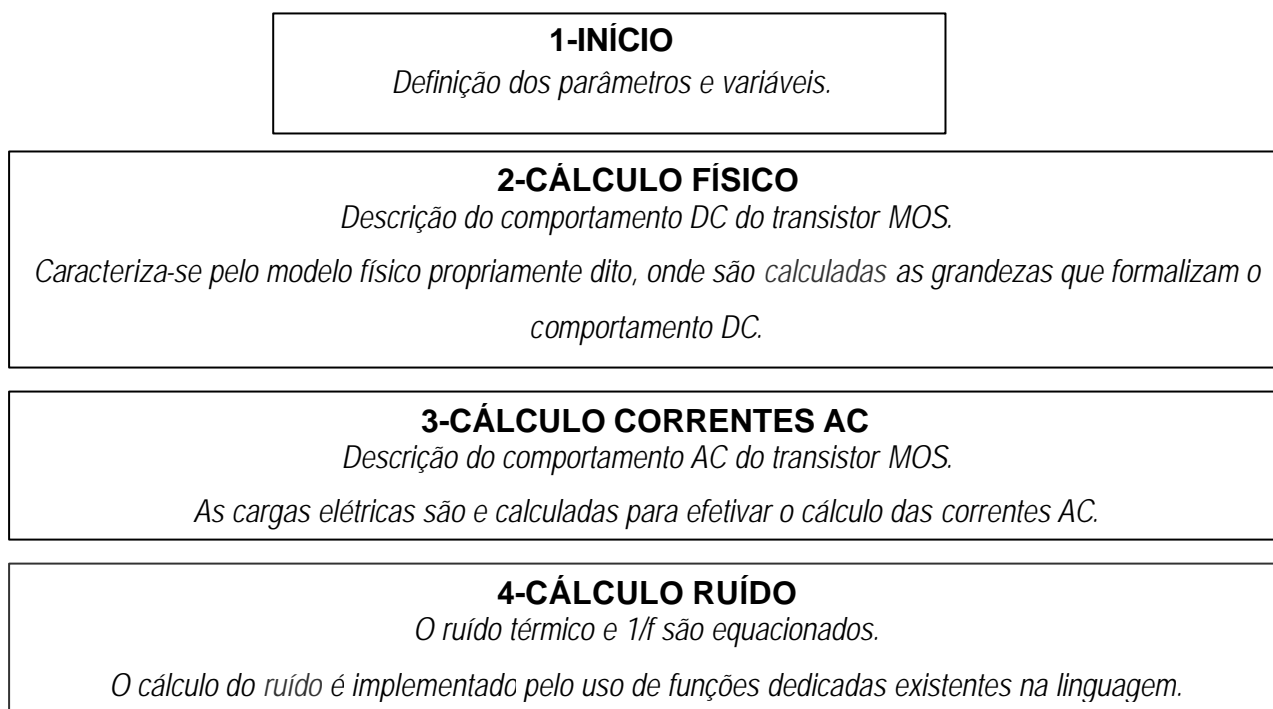 1-INÍCIO
Definição dos parâmetros e variáveis.
2-CÁLCULO FÍSICO
Descrição do comportamento DC do transistor MOS.
Caracteriza-se pelo modelo físico propriamente dito, onde são calculadas as grandezas que formalizam o
comportamento DC.
3-CÁLCULO CORRENTES AC
Descrição do comportamento AC do transistor MOS.
As cargas elétricas são e calculadas para efetivar o cálculo das correntes AC.
4-CÁLCULO RUÍDO
O ruído térmico e 1/f são equacionados.
O cálculo do ruído é implementado pelo uso de funções dedicadas existentes na linguagem.